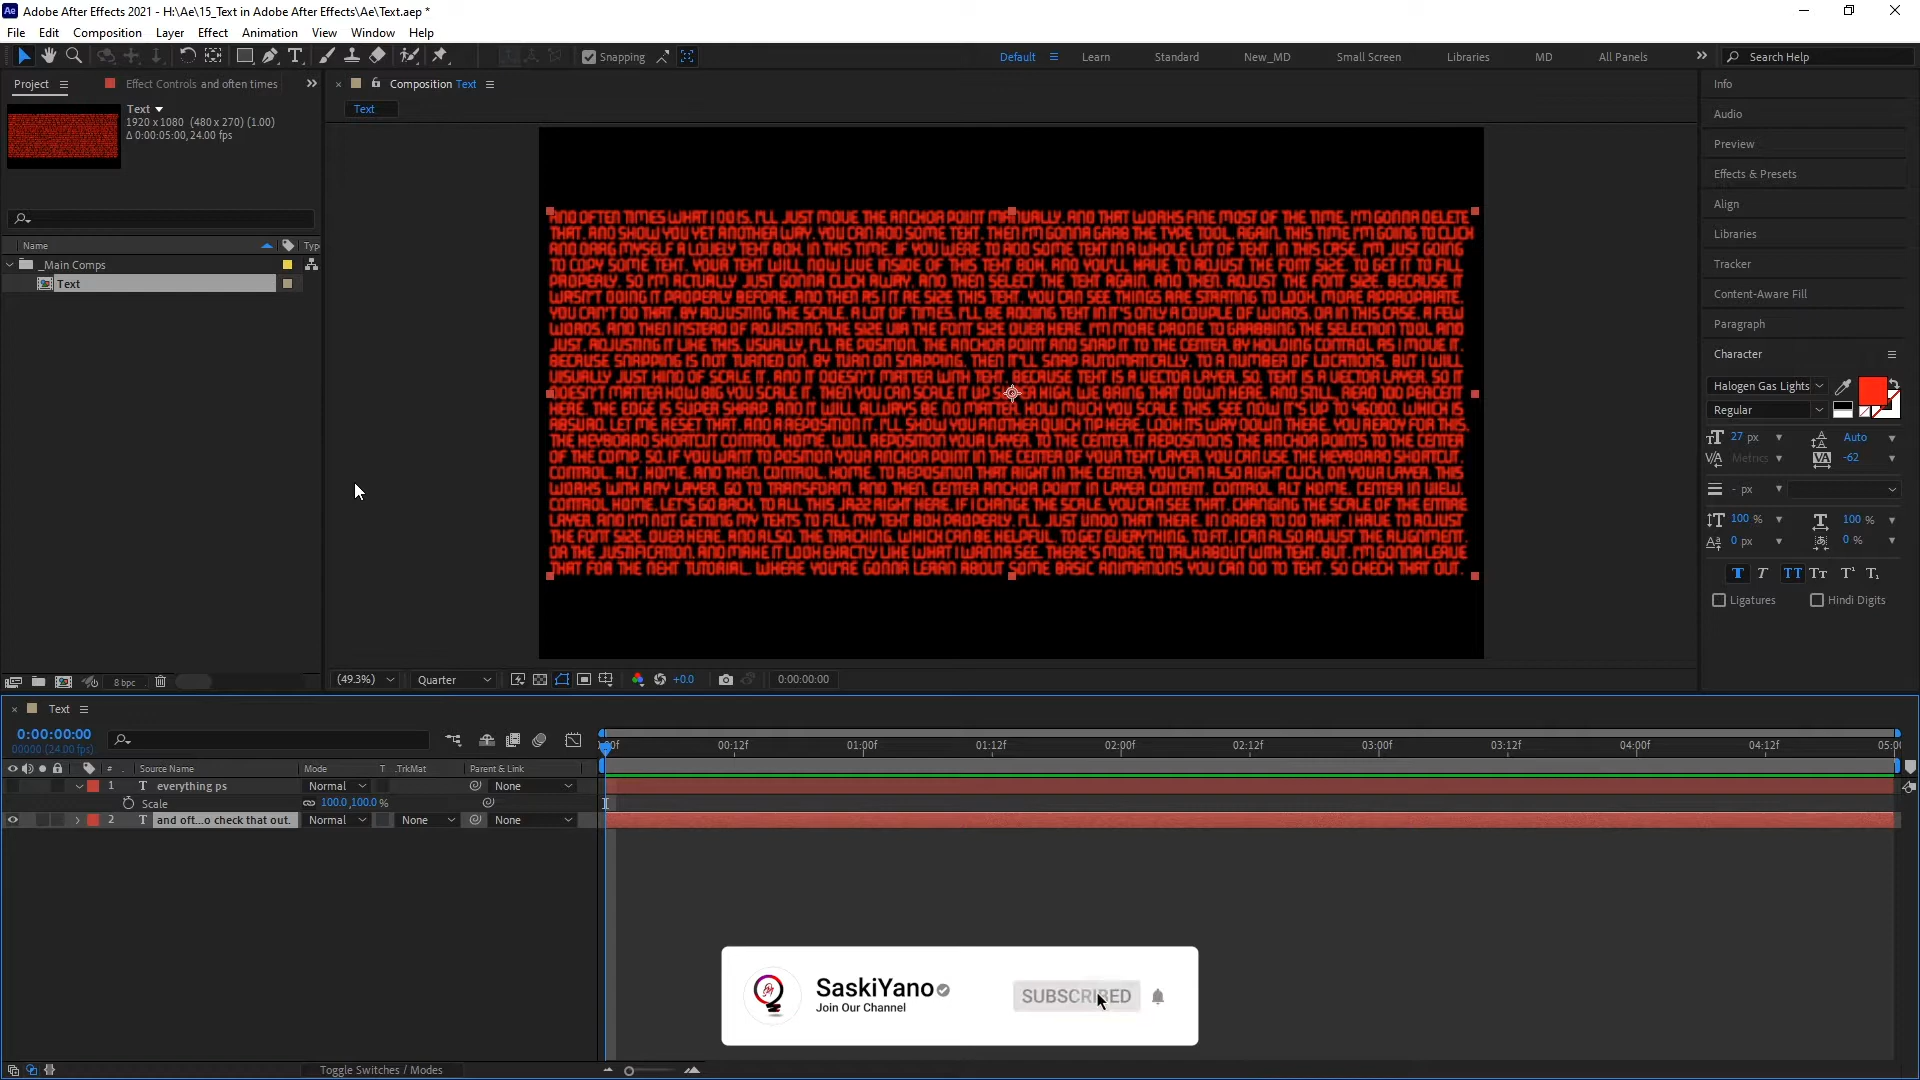 Ae Adobe After Effects 2021 - H:\Ae\15_Text in Adobe After Effects\Ae\Text.aep *
File Edit Composition Layer Effect Animation View Window Help
Snapping Default Learn Standard New_MD Small Screen Libraries MD All Panels Search Help
Project Effect Controls and often times
Composition Text
Text
Text
1920 x 1080 (480 x 270) (1.00)
Δ 0:00:05:00, 24.00 fps
Name Typ
_Main Comps
Text
8 bpc
AND OFTEN TIMES WHAT I DO IS, I'LL JUST MOVE THE ANCHOR POINT MANUALLY. AND THAT WORKS FINE MOST OF THE TIME. I'M GONNA DELETE
THAT. AND SHOW YOU YET ANOTHER WAY. YOU CAN ADD SOME TEXT. THEN I'M GONNA GRAB THE TYPE TOOL. AGAIN. THIS TIME I'M GOING TO CLICK
AND DRAG MYSELF A LOVELY TEXT BOX. IN THIS TIME. IF YOU WERE TO ADD SOME TEXT IN A WHOLE LOT OF TEXT. IN THIS CASE. I'M JUST GOING
TO COPY SOME TEXT. YOUR TEXT WILL NOW LIVE INSIDE OF THIS TEXT BOX. AND YOU'LL HAVE TO ADJUST THE FONT SIZE. TO GET IT TO FILL
PROPERLY. SO I'M ACTUALLY JUST GONNA CLICK AWAY. AND THEN SELECT THE TEXT AGAIN. AND THEN. ADJUST THE FONT SIZE. BECAUSE IT
WASN'T DOING IT PROPERLY BEFORE. AND THEN AS I RE SIZE THIS TEXT. YOU CAN SEE THINGS ARE STARTING TO LOOK. MORE APPROPRIATE.
YOU CAN'T DO THAT. BY ADJUSTING THE SCALE. A LOT OF TIMES. I'LL BE ADDING TEXT IN IT'S ONLY A COUPLE OF WORDS. OR IN THIS CASE. A FEW
WORDS. AND THEN INSTEAD OF ADJUSTING THE SIZE VIA THE FONT SIZE OVER HERE. I'M MORE PRONE TO GRABBING THE SELECTION TOOL AND
JUST. ADJUSTING IT LIKE THIS. USUALLY, I'LL RE POSITION. THE ANCHOR POINT AND SNAP IT TO THE CENTER. BY HOLDING CONTROL AS I MOVE IT.
BECAUSE SNAPPING IS NOT TURNED ON. BY TURN ON SNAPPING. THEN IT'LL SNAP AUTOMATICALLY. TO A NUMBER OF LOCATIONS. BUT I WILL
USUALLY JUST KIND OF SCALE IT. AND IT DOESN'T MATTER WITH TEXT. BECAUSE TEXT IS A VECTOR LAYER. SO. TEXT IS A VECTOR LAYER. SO IT
DOESN'T MATTER HOW BIG YOU SCALE IT. THEN YOU CAN SCALE IT UP SUPER HIGH. WE BRING THAT DOWN HERE. AND STILL. READ 100 PERCENT
HERE. THE EDGE IS SUPER SHARP. AND IT WILL ALWAYS BE NO MATTER. HOW MUCH YOU SCALE THIS. SEE NOW IT'S UP TO 46000. WHICH IS
ABSURD. LET ME RESET THAT. AND A REPOSITION IT. I'LL SHOW YOU ANOTHER QUICK TIP HERE. LOOK ITS WAY DOWN THERE. YOU READY FOR THIS.
THE KEYBOARD SHORTCUT CONTROL HOME. WILL REPOSITION YOUR LAYER. TO THE CENTER. IT REPOSITIONS THE ANCHOR POINTS TO THE CENTER
OF THE COMP. SO. IF YOU WANT TO POSITION YOUR ANCHOR POINT IN THE CENTER OF YOUR TEXT LAYER. YOU CAN USE THE KEYBOARD SHORTCUT.
CONTROL. ALT. HOME. AND THEN. CONTROL. HOME. TO REPOSITION THAT RIGHT IN THE CENTER. YOU CAN ALSO RIGHT CLICK. ON YOUR LAYER. THIS
WORKS WITH ANY LAYER. GO TO TRANSFORM. AND THEN. CENTER ANCHOR POINT IN LAYER CONTENT. CONTROL ALT HOME. CENTER IN VIEW.
CONTROL HOME. LET'S GO BACK. TO ALL THIS JAZZ RIGHT HERE. IF I CHANGE THE SCALE. YOU CAN SEE THAT. CHANGING THE SCALE OF THE ENTIRE
LAYER. AND I'M NOT GETTING MY TEXTS TO FILL MY TEXT BOX PROPERLY. I'LL JUST UNDO THAT THERE. IN ORDER TO DO THAT. I HAVE TO ADJUST
THE FONT SIZE. OVER HERE. AND ALSO. THE TRACKING. WHICH CAN BE HELPFUL. TO GET EVERYTHING. TO FIT. I CAN ALSO ADJUST THE ALIGNMENT.
OR THE JUSTIFICATION. AND MAKE IT LOOK EXACTLY LIKE WHAT I WANNA SEE. THERE'S MORE TO TALK ABOUT WITH TEXT. BUT. I'M GONNA LEAVE
THAT FOR THE NEXT TUTORIAL. WHERE YOU'RE GONNA LEARN ABOUT SOME BASIC ANIMATIONS YOU CAN DO TO TEXT. SO CHECK THAT OUT.
(49.3%) Quarter +0.0 0:00:00:00
Info
Audio
Preview
Effects & Presets
Align
Libraries
Tracker
Content-Aware Fill
Paragraph
Character
Halogen Gas Lights
Regular
27 px Auto
Metrics -62
- px
100 % 100 %
0 px 0 %
T T TT Tт T¹ T₁
Ligatures Hindi Digits
Text
0:00:00:00
00000 (24.00 fps)
:00f 00:12f 01:00f 01:12f 02:00f 02:12f 03:00f 03:12f 04:00f 04:12f 05:00
# Source Name Mode T .TrkMat Parent & Link
1 T everything ps Normal None
Scale 100.0,100.0 %
2 T and oft...o check that out. Normal None None
SaskiYano
Join Our Channel
SUBSCRIBED
Toggle Switches / Modes